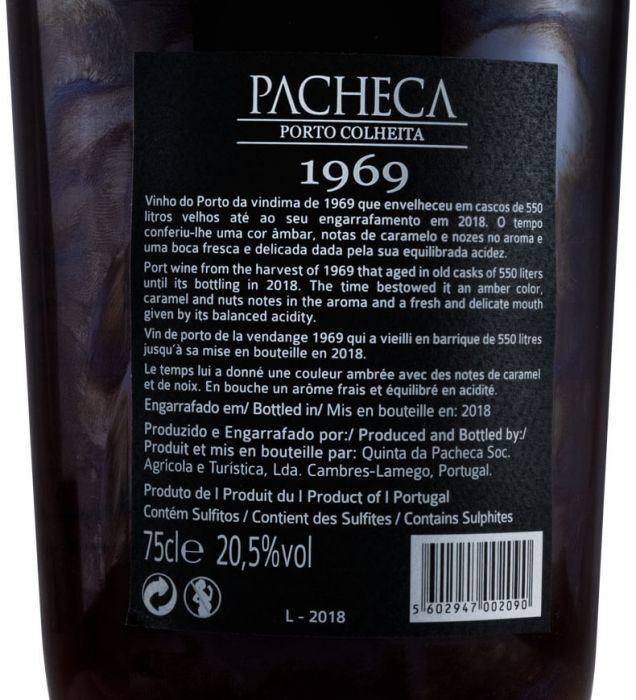 PACHECA
PORTO COLHEITA
1969
Vinho do Porto da vindima de 1969 que envelheceu em cascos de 550
litros velhos até ao seu engarrafamento em 2018. O tempo
conferiu-lhe uma cor âmbar, notas de caramelo e nozes no aroma e
uma boca fresca e delicada dada pela sua equilibrada acidez.
Port wine from the harvest of 1969 that aged in old casks of 550 liters
until its bottling in 2018. The time bestowed it an amber color,
caramel and nuts notes in the aroma and a fresh and delicate mouth
given by its balanced acidity.
Vin de porto de la vendange 1969 qui a vieilli en barrique de 550 litres
jusqu´à sa mise en bouteille en 2018.
Le temps lui a donné une couleur ambrée avec des notes de caramel
et de noix. En bouche un arôme frais et équilibré en acidité.
Engarrafado em/ Bottled in/ Mis en bouteille en: 2018
Produzido e Engarrafado por:/ Produced and Bottled by:/
Produit et mis en bouteille par: Quinta da Pacheca Soc.
Agrícola e Turística, Lda. Cambres-Lamego, Portugal.
Produto de I Produit du I Product of I Portugal
Contém Sulfitos / Contient des Sulfites / Contains Sulphites
75cl e 20,5%vol
5 602947 002090
L - 2018